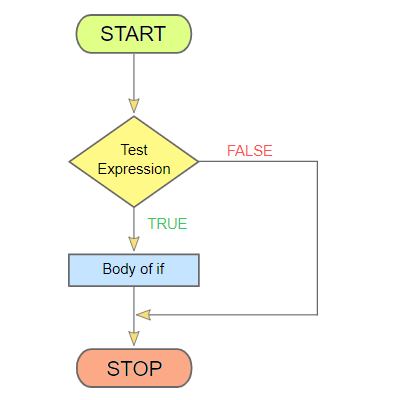 START
Test
Expression
FALSE
TRUE
Body of if
STOP